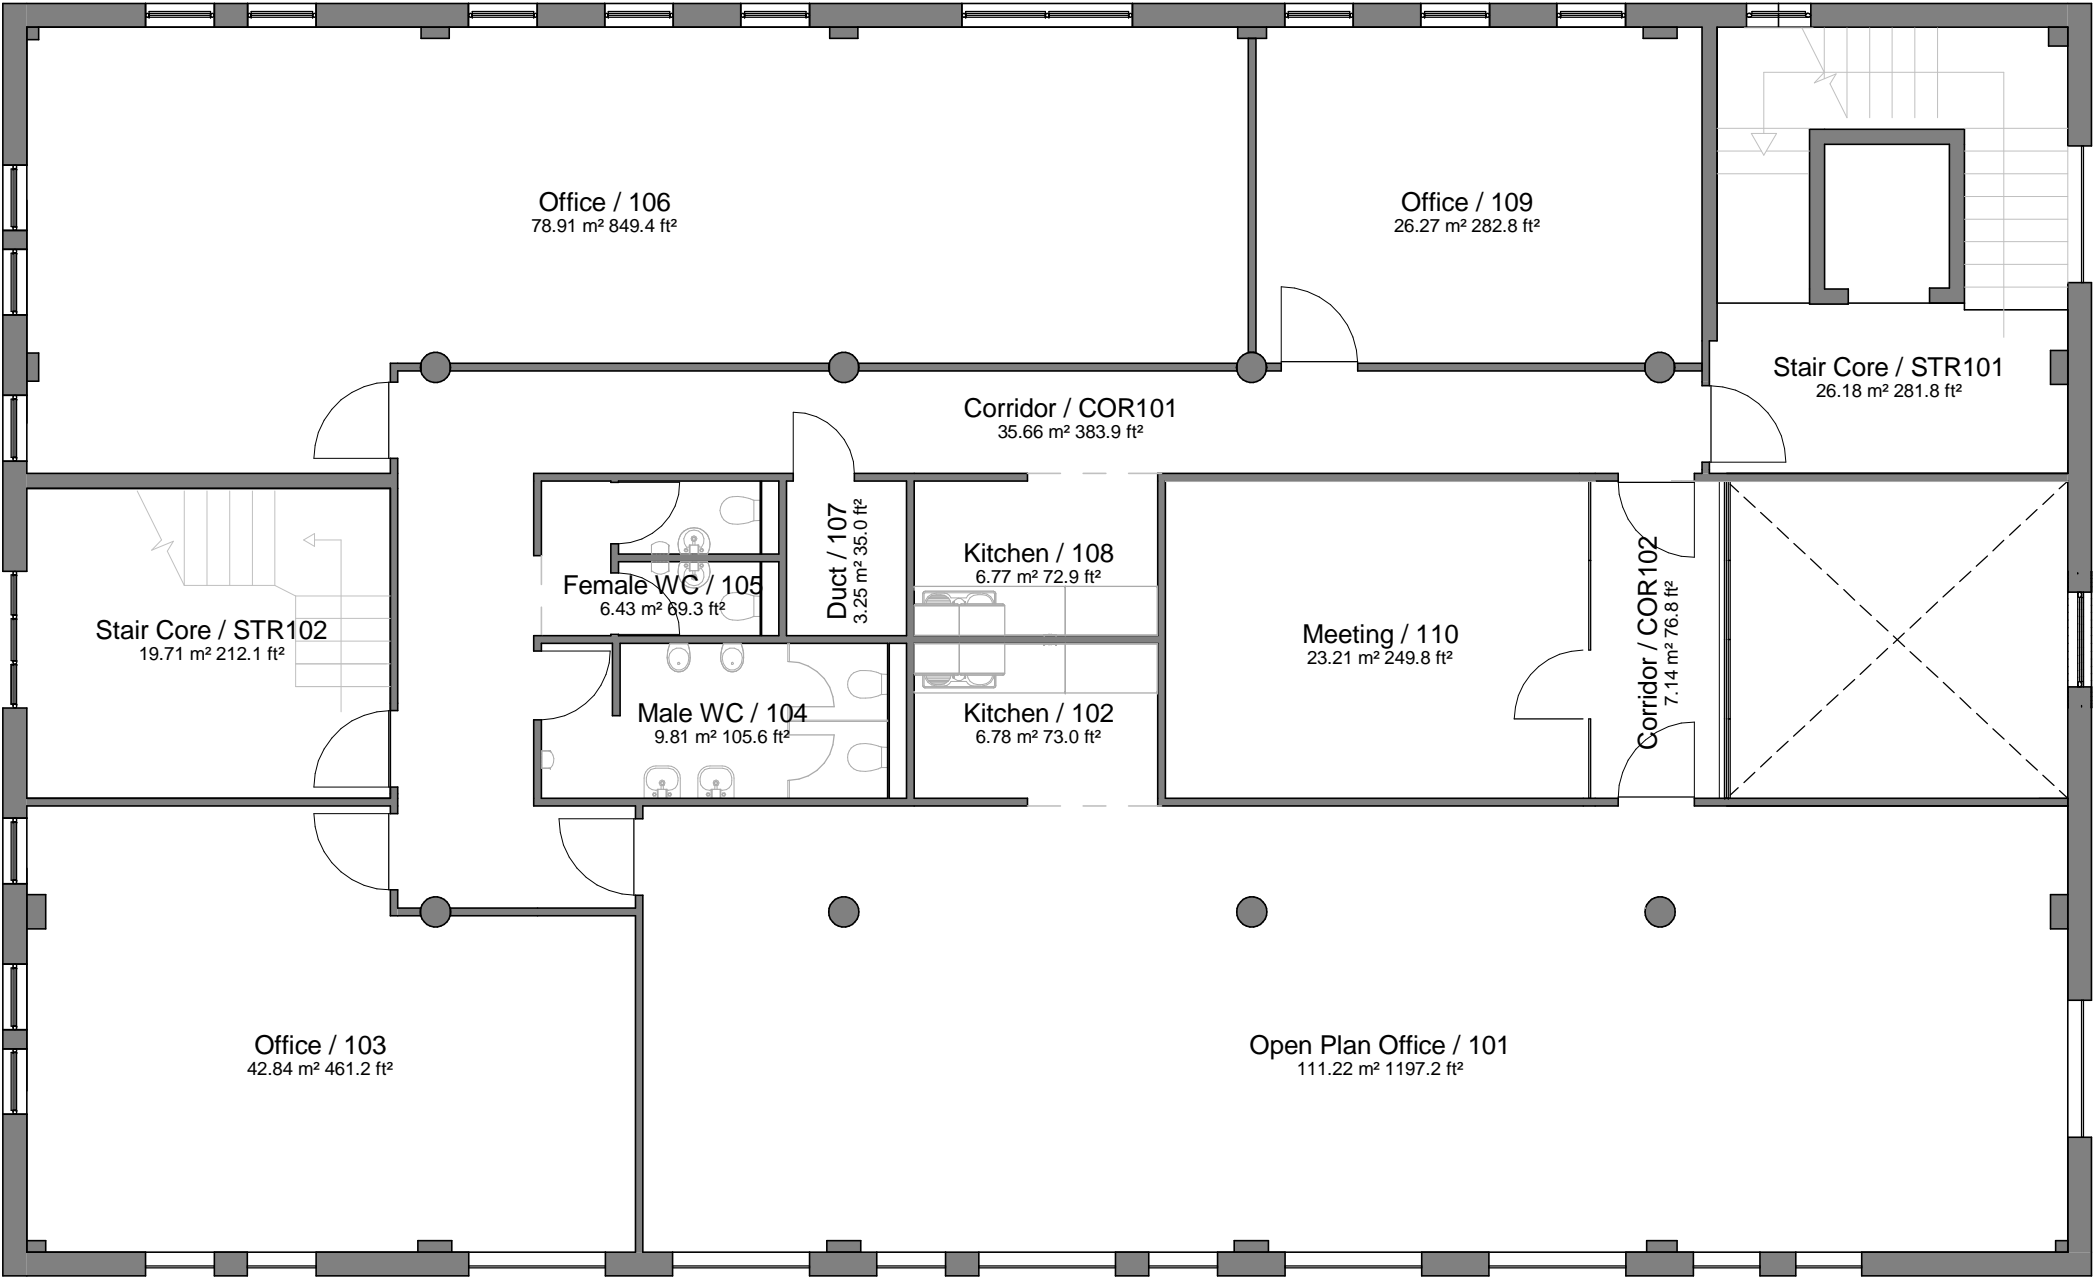 Office / 106
78.91 m² 849.4 ft²
Office / 109
26.27 m² 282.8 ft²
Stair Core / STR101
26.18 m² 281.8 ft²
Corridor / COR101
35.66 m² 383.9 ft²
Duct / 107
3.25 m² 35.0 ft²
Kitchen / 108
6.77 m² 72.9 ft²
Female WC / 105
6.43 m² 69.3 ft²
Stair Core / STR102
19.71 m² 212.1 ft²
Meeting / 110
23.21 m² 249.8 ft²
Corridor / COR102
7.14 m² 76.8 ft²
Male WC / 104
9.81 m² 105.6 ft²
Kitchen / 102
6.78 m² 73.0 ft²
Office / 103
42.84 m² 461.2 ft²
Open Plan Office / 101
111.22 m² 1197.2 ft²